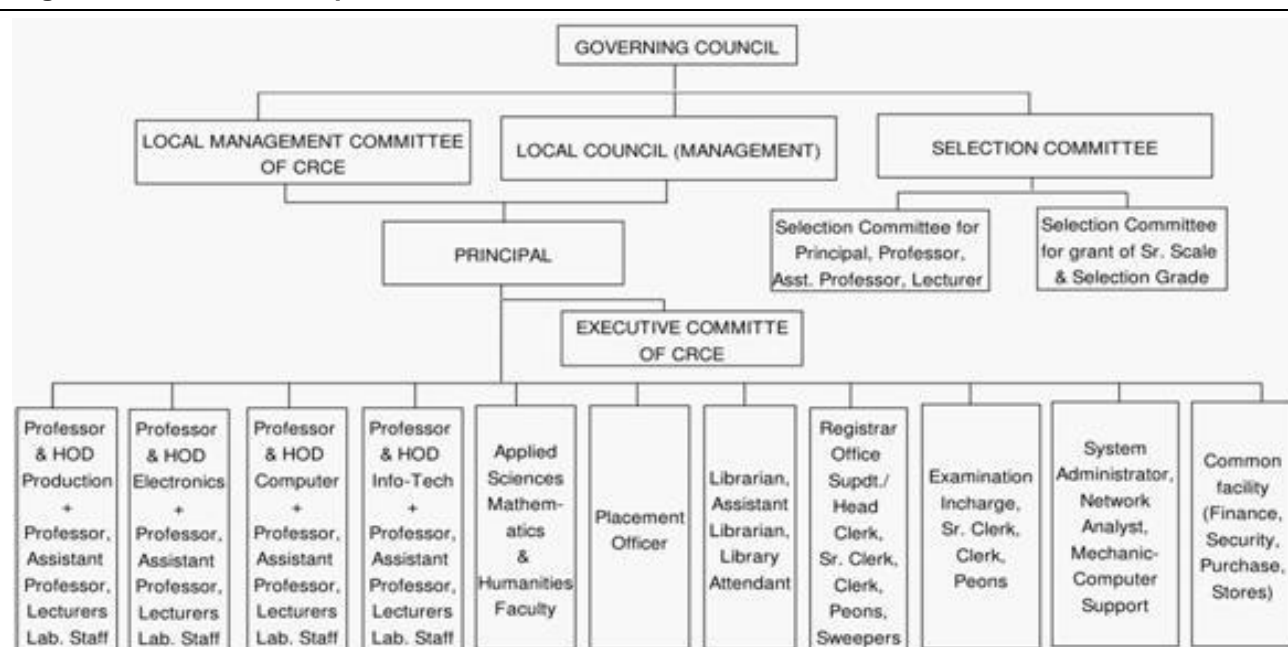 GOVERNING COUNCIL
LOCAL MANAGEMENT COMMITTEE
OF CRCE
LOCAL COUNCIL (MANAGEMENT)
SELECTION COMMITTEE
Selection Committee for
Principal, Professor,
Asst. Professor, Lecturer
Selection Committee
for grant of Sr. Scale
& Selection Grade
PRINCIPAL
EXECUTIVE COMMITTE
OF CRCE
Professor
& HOD
Production
+
Professor,
Assistant
Professor,
Lecturers
Lab. Staff
Professor
& HOD
Electronics
+
Professor,
Assistant
Professor,
Lecturers
Lab. Staff
Professor
& HOD
Computer
+
Professor,
Assistant
Professor,
Lecturers
Lab. Staff
Professor
& HOD
Info-Tech
+
Professor,
Assistant
Professor,
Lecturers
Lab. Staff
Applied
Sciences
Mathem-
atics
&
Humanities
Faculty
Placement
Officer
Librarian,
Assistant
Librarian,
Library
Attendant
Registrar
Office
Supdt./
Head
Clerk,
Sr. Clerk,
Clerk,
Peons,
Sweepers
Examination
Incharge,
Sr. Clerk,
Clerk,
Peons
System
Administrator,
Network
Analyst,
Mechanic-
Computer
Support
Common
facility
(Finance,
Security,
Purchase,
Stores)